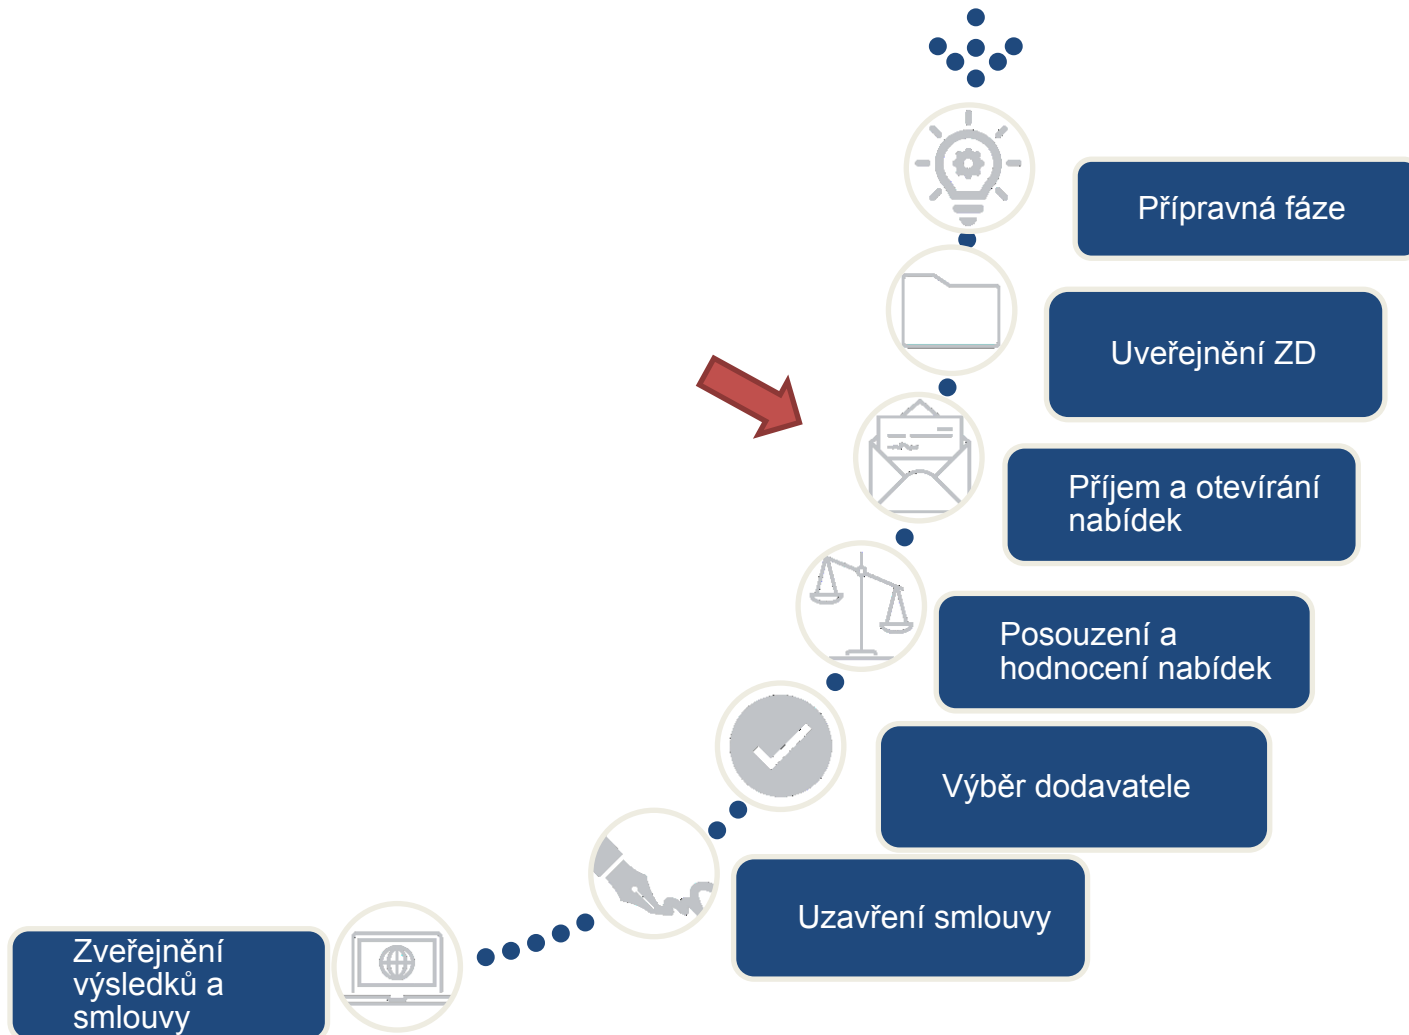 Přípravná fáze
Uveřejnění ZD
Příjem a otevírání
nabídek
Posouzení a
hodnocení nabídek
Výběr dodavatele
Uzavření smlouvy
Zveřejnění
výsledků a
smlouvy